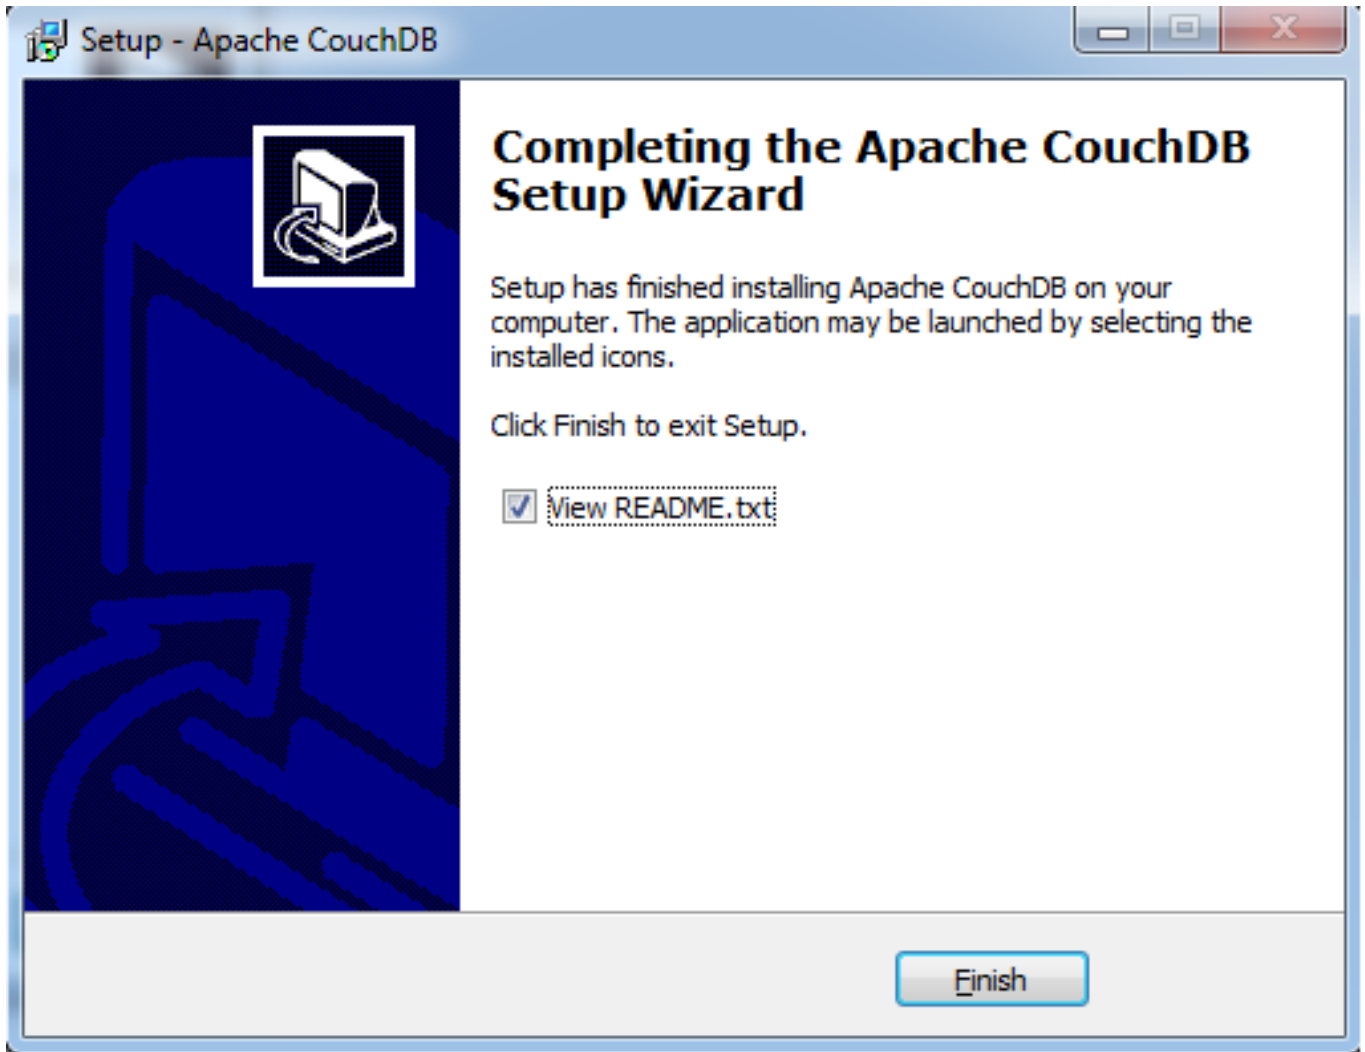 Setup - Apache CouchDB
Completing the Apache CouchDB
Setup Wizard
Setup has finished installing Apache CouchDB on your
computer. The application may be launched by selecting the
installed icons.
Click Finish to exit Setup.
View README.txt
Finish